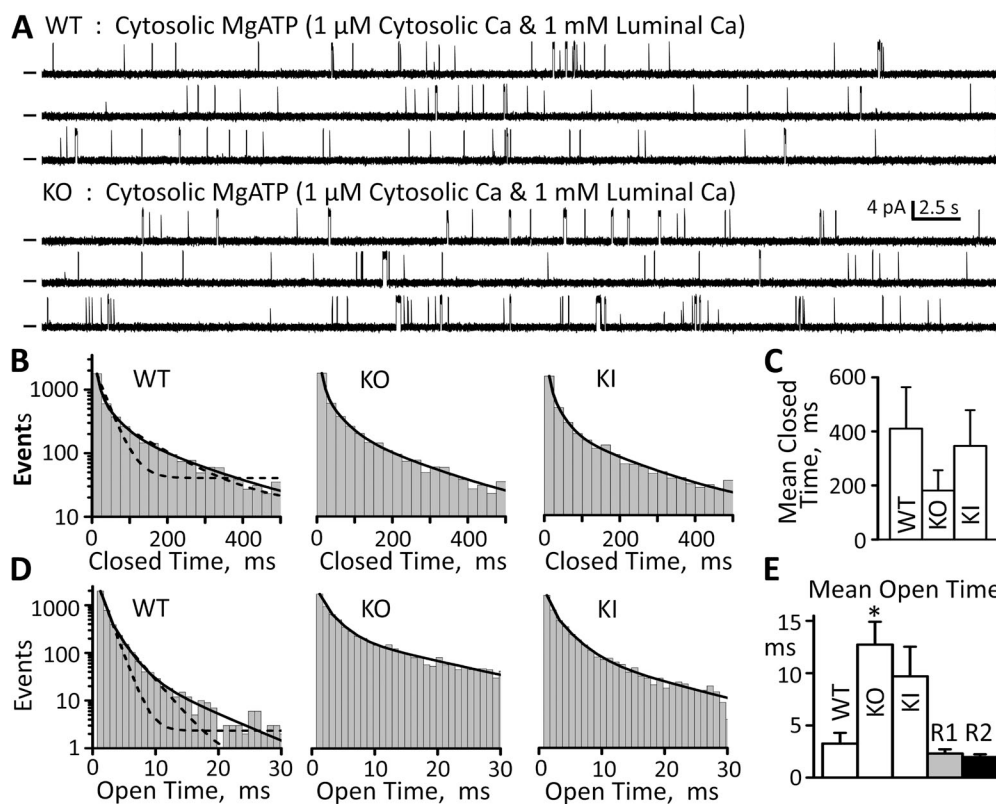 A WT : Cytosolic MgATP (1 µM Cytosolic Ca & 1 mM Luminal Ca)
KO : Cytosolic MgATP (1 µM Cytosolic Ca & 1 mM Luminal Ca)
4 pA 2.5 s
B WT KO KI
Events
1000
100
10
0 200 400
0 200 400
0 200 400
Closed Time, ms
Closed Time, ms
Closed Time, ms
C
Mean Closed
Time, ms
600
400
200
0
WT KO KI
D WT KO KI
Events
1000
100
10
1
0 10 20 30
0 10 20 30
0 10 20 30
Open Time, ms
Open Time, ms
Open Time, ms
E Mean Open Time
ms
15
10
5
0
*
WT KO KI R1 R2